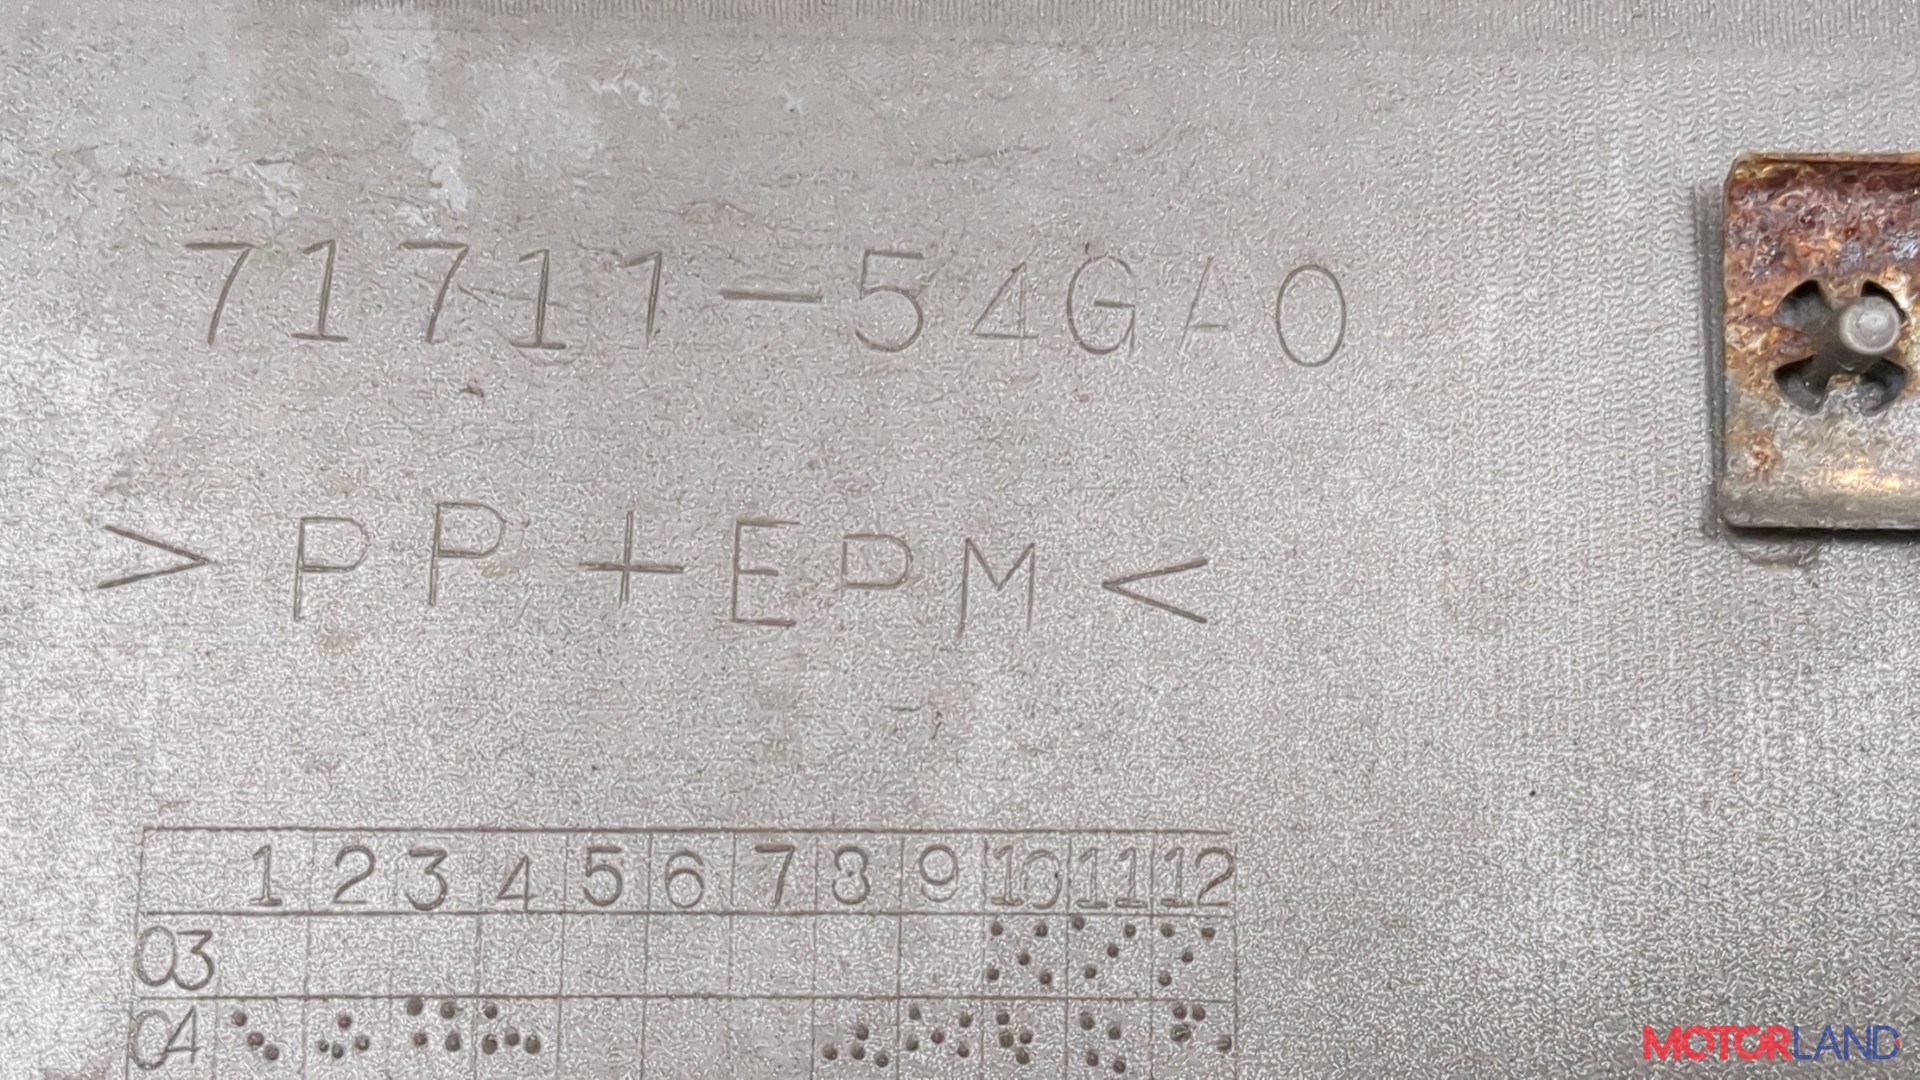 71711-54GA0
>PP+EPM<
1 2 3 4 5 6 7 8 9 10 11 12
03
04
MOTORLAND